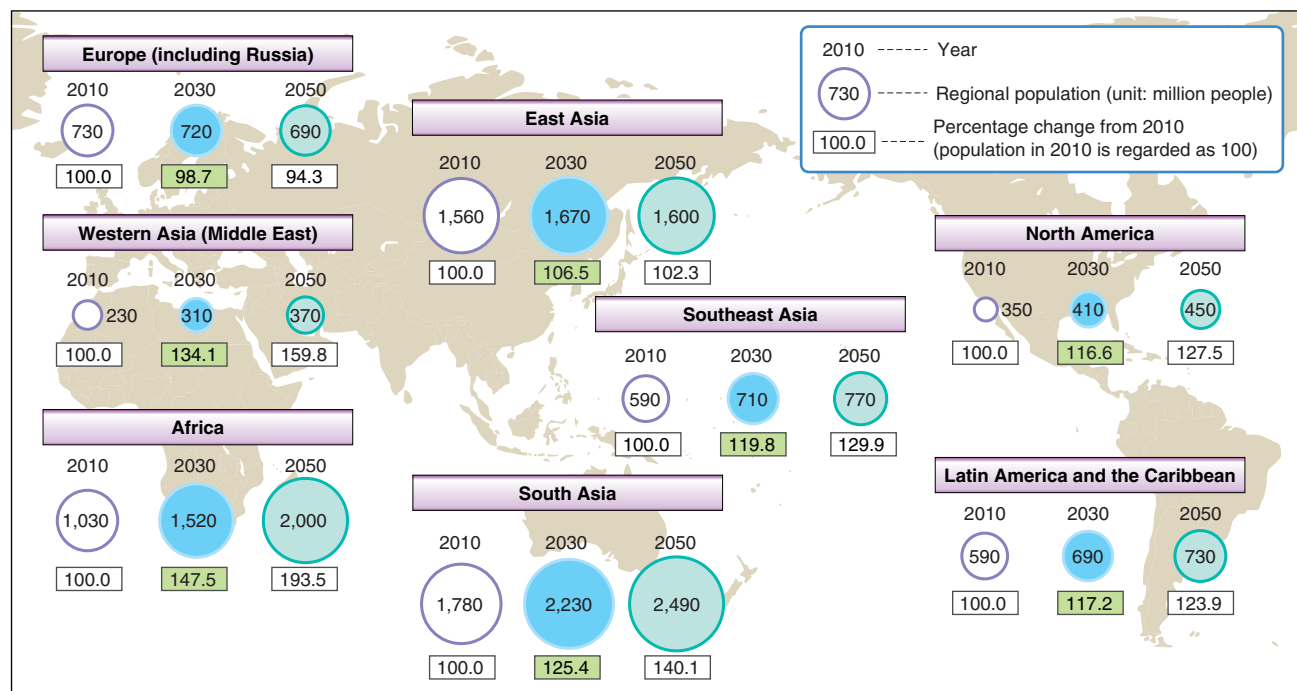 Europe (including Russia)
2010 2030 2050
730 720 690
100.0 98.7 94.3
2010 Year
730 Regional population (unit: million people)
100.0 Percentage change from 2010
(population in 2010 is regarded as 100)
East Asia
2010 2030 2050
1,560 1,670 1,600
100.0 106.5 102.3
Western Asia (Middle East)
2010 2030 2050
230 310 370
100.0 134.1 159.8
North America
2010 2030 2050
350 410 450
100.0 116.6 127.5
Southeast Asia
2010 2030 2050
590 710 770
100.0 119.8 129.9
Africa
2010 2030 2050
1,030 1,520 2,000
100.0 147.5 193.5
South Asia
2010 2030 2050
1,780 2,230 2,490
100.0 125.4 140.1
Latin America and the Caribbean
2010 2030 2050
590 690 730
100.0 117.2 123.9